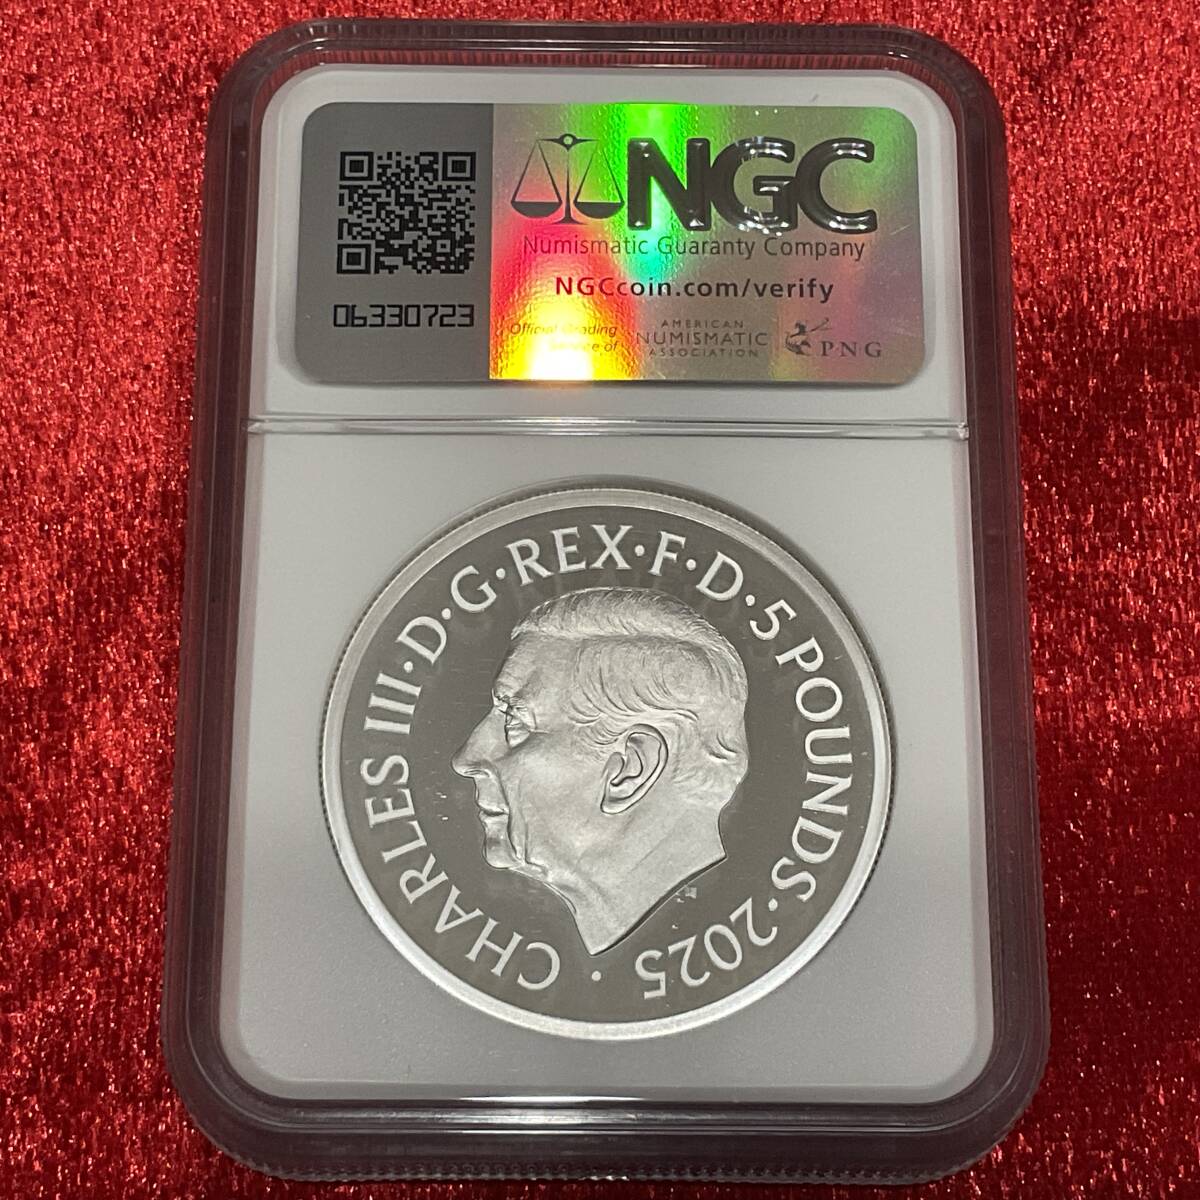 NGC
Numismatic Guaranty Company
NGCcoin.com/verify
06330723
Official Grading
Service of
AMERICAN
NUMISMATIC
ASSOCIATION
PNG
CHARLES III·D·G·REX·F·D·5 POUNDS·2025·